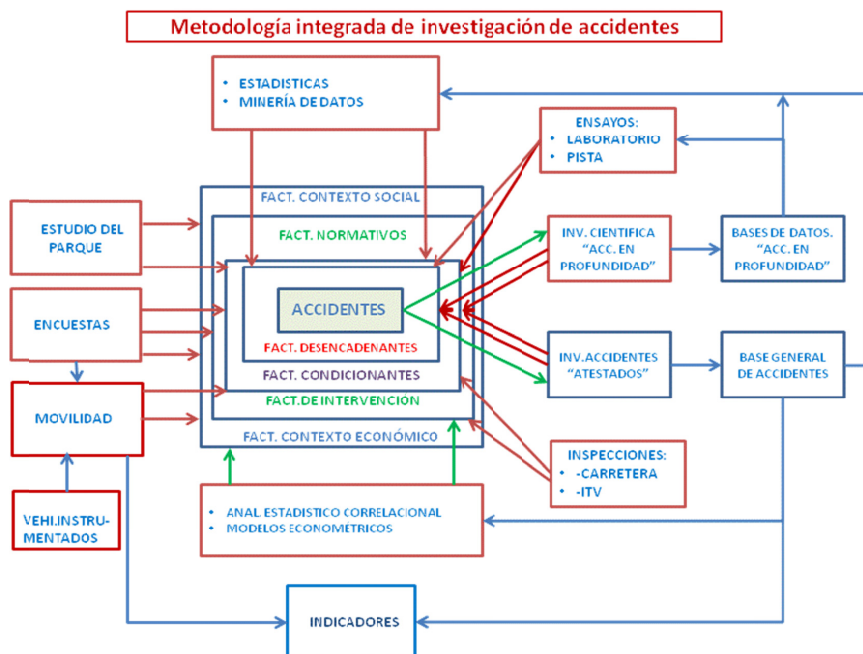 Metodología integrada de investigación de accidentes
• ESTADISTICAS
• MINERÍA DE DATOS
ENSAYOS:
• LABORATORIO
• PISTA
FACT. CONTEXTO SOCIAL
ESTUDIO DEL
PARQUE
FACT. NORMATIVOS
INV. CIENTIFICA
“ACC. EN
PROFUNDIDAD”
BASES DE DATOS.
“ACC. EN
PROFUNDIDAD”
ENCUESTAS
ACCIDENTES
FACT. DESENCADENANTES
FACT. CONDICIONANTES
FACT.DE INTERVENCIÓN
FACT. CONTEXTO ECONÓMICO
INV.ACCIDENTES
“ATESTADOS”
BASE GENERAL
DE ACCIDENTES
MOVILIDAD
INSPECCIONES:
• -CARRETERA
• -ITV
VEHI.INSTRU-
MENTADOS
• ANAL.ESTADISTICO CORRELACIONAL
• MODELOS ECONOMÉTRICOS
INDICADORES